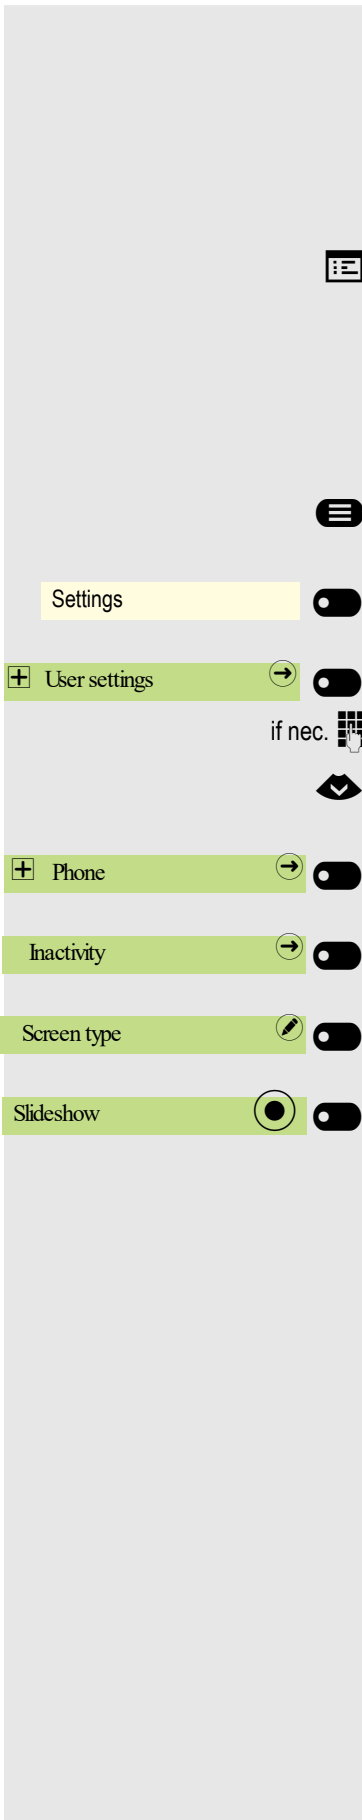 Settings
User settings
if nec.
Phone
Inactivity
Screen type
Slideshow